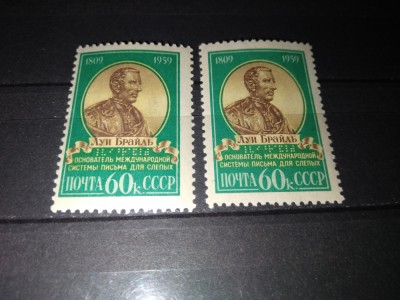 1809 1959
ЛУИ БРАЙЛЬ
ОСНОВАТЕЛЬ МЕЖДУНАРОДНОЙ
СИСТЕМЫ ПИСЬМА ДЛЯ СЛЕПЫХ
ПОЧТА 60К СССР
1809 1959
ЛУИ БРАЙЛЬ
ОСНОВАТЕЛЬ МЕЖДУНАРОДНОЙ
СИСТЕМЫ ПИСЬМА ДЛЯ СЛЕПЫХ
ПОЧТА 60К СССР